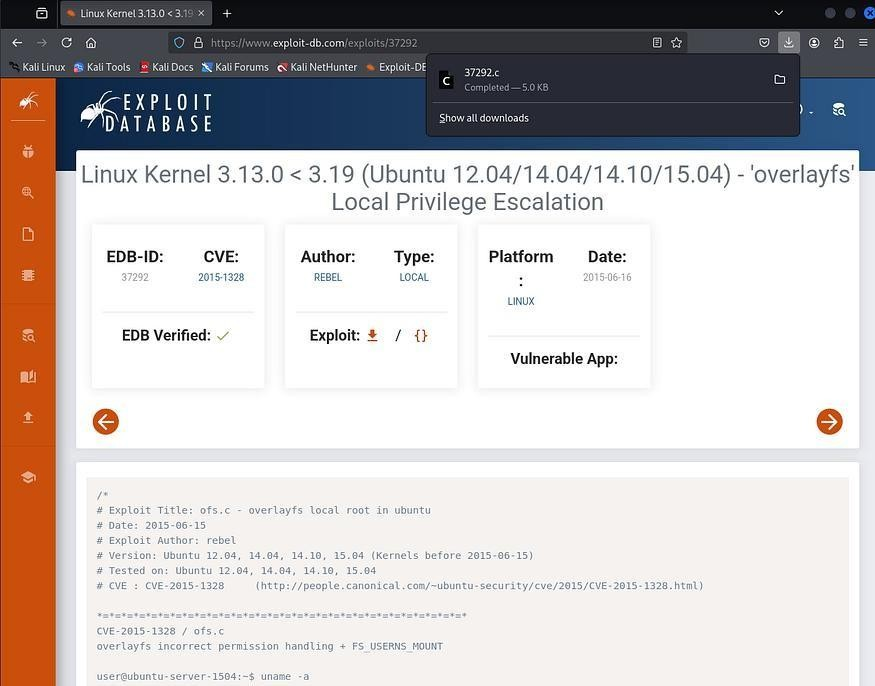 Linux Kernel 3.13.0 < 3.19
https://www.exploit-db.com/exploits/37292
Kali Linux Kali Tools Kali Docs Kali Forums Kali NetHunter Exploit-DB
37292.c
Completed — 5.0 KB
Show all downloads
EXPLOIT
DATABASE
Linux Kernel 3.13.0 < 3.19 (Ubuntu 12.04/14.04/14.10/15.04) - 'overlayfs'
Local Privilege Escalation
EDB-ID: CVE:
37292 2015-1328
EDB Verified:
Author: Type:
REBEL LOCAL
Exploit: / {}
Platform Date:
: 2015-06-16
LINUX
Vulnerable App:
/*
# Exploit Title: ofs.c - overlayfs local root in ubuntu
# Date: 2015-06-15
# Exploit Author: rebel
# Version: Ubuntu 12.04, 14.04, 14.10, 15.04 (Kernels before 2015-06-15)
# Tested on: Ubuntu 12.04, 14.04, 14.10, 15.04
# CVE : CVE-2015-1328 (http://people.canonical.com/~ubuntu-security/cve/2015/CVE-2015-1328.html)
*=*=*=*=*=*=*=*=*=*=*=*=*=*=*=*=*=*=*=*=*=*=*=*=*=*=*=*=*=*=*
CVE-2015-1328 / ofs.c
overlayfs incorrect permission handling + FS_USERNS_MOUNT
user@ubuntu-server-1504:~$ uname -a